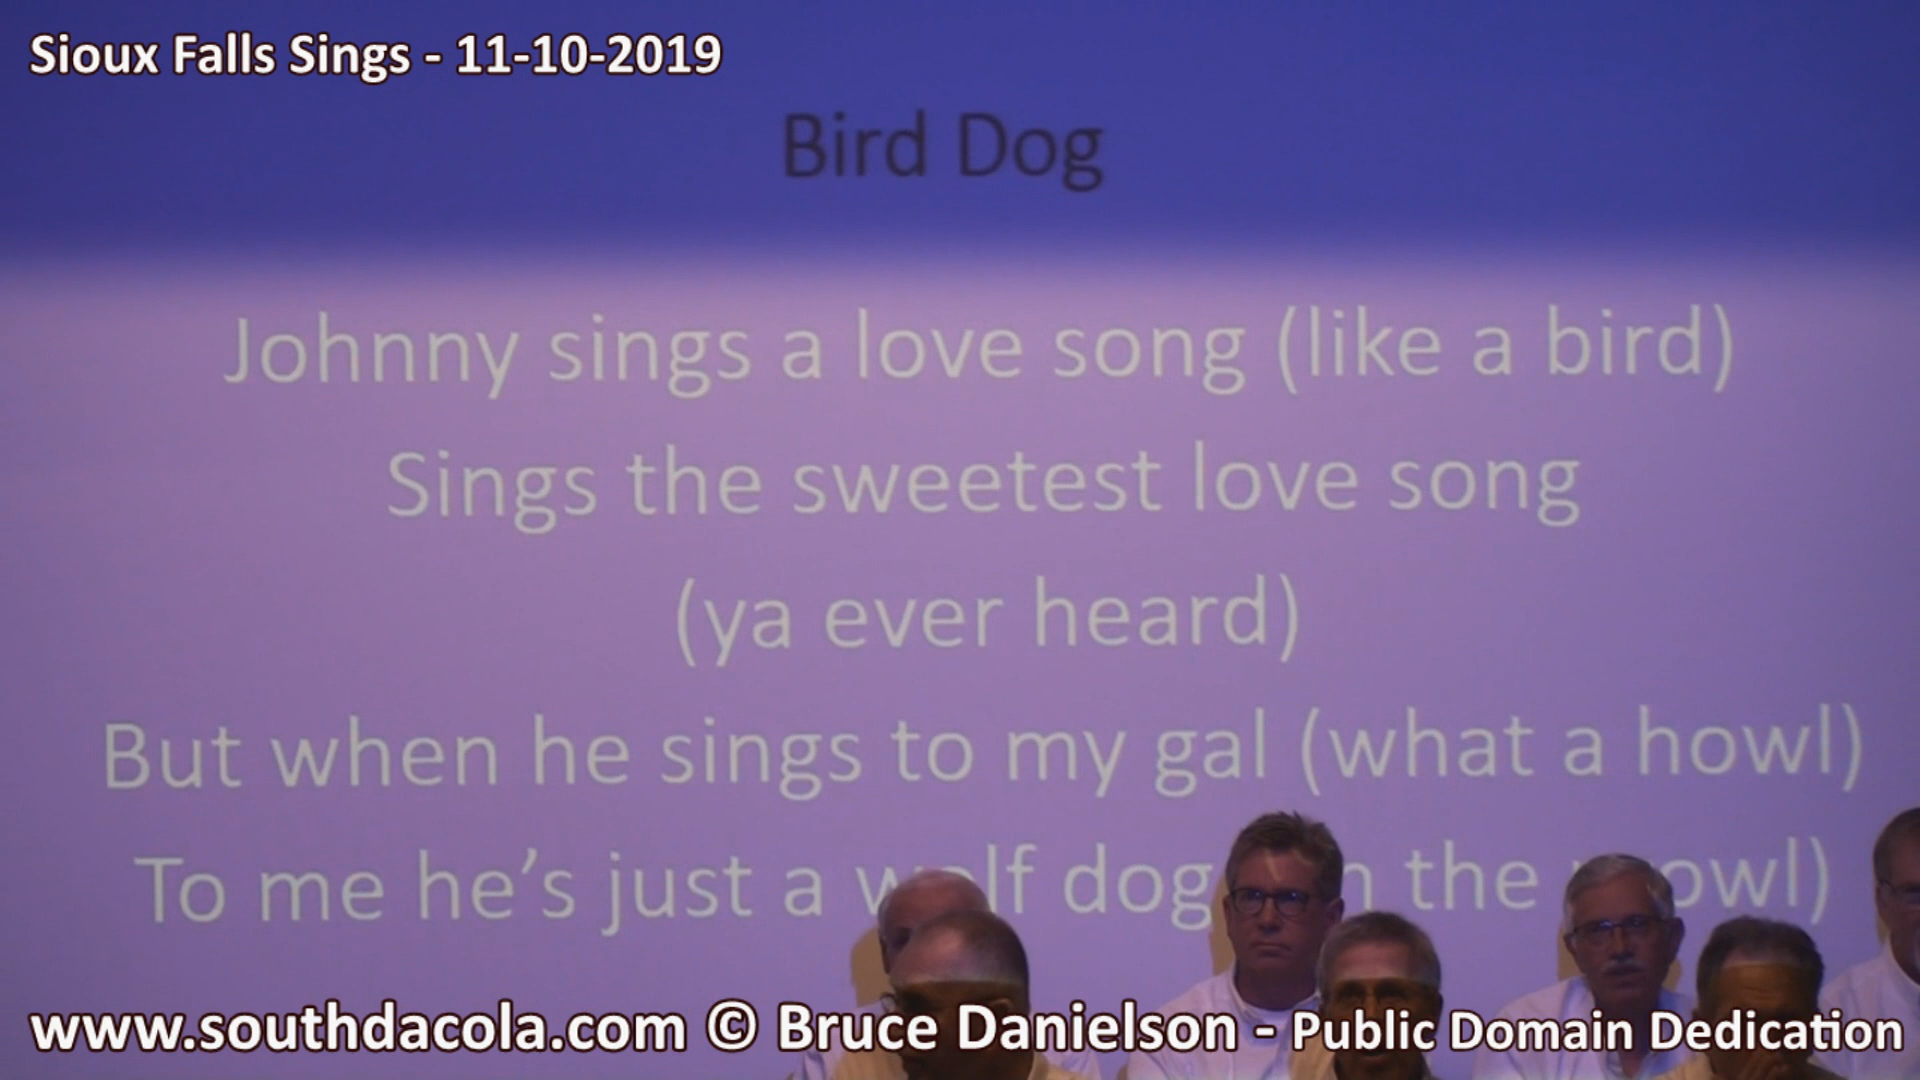 Sioux Falls Sings - 11-10-2019
Bird Dog
Johnny sings a love song (like a bird)
Sings the sweetest love song
(ya ever heard)
But when he sings to my gal (what a howl)
To me he's just a dog the
www.southdacola.com © Bruce Danielson - Public Domain Dedication